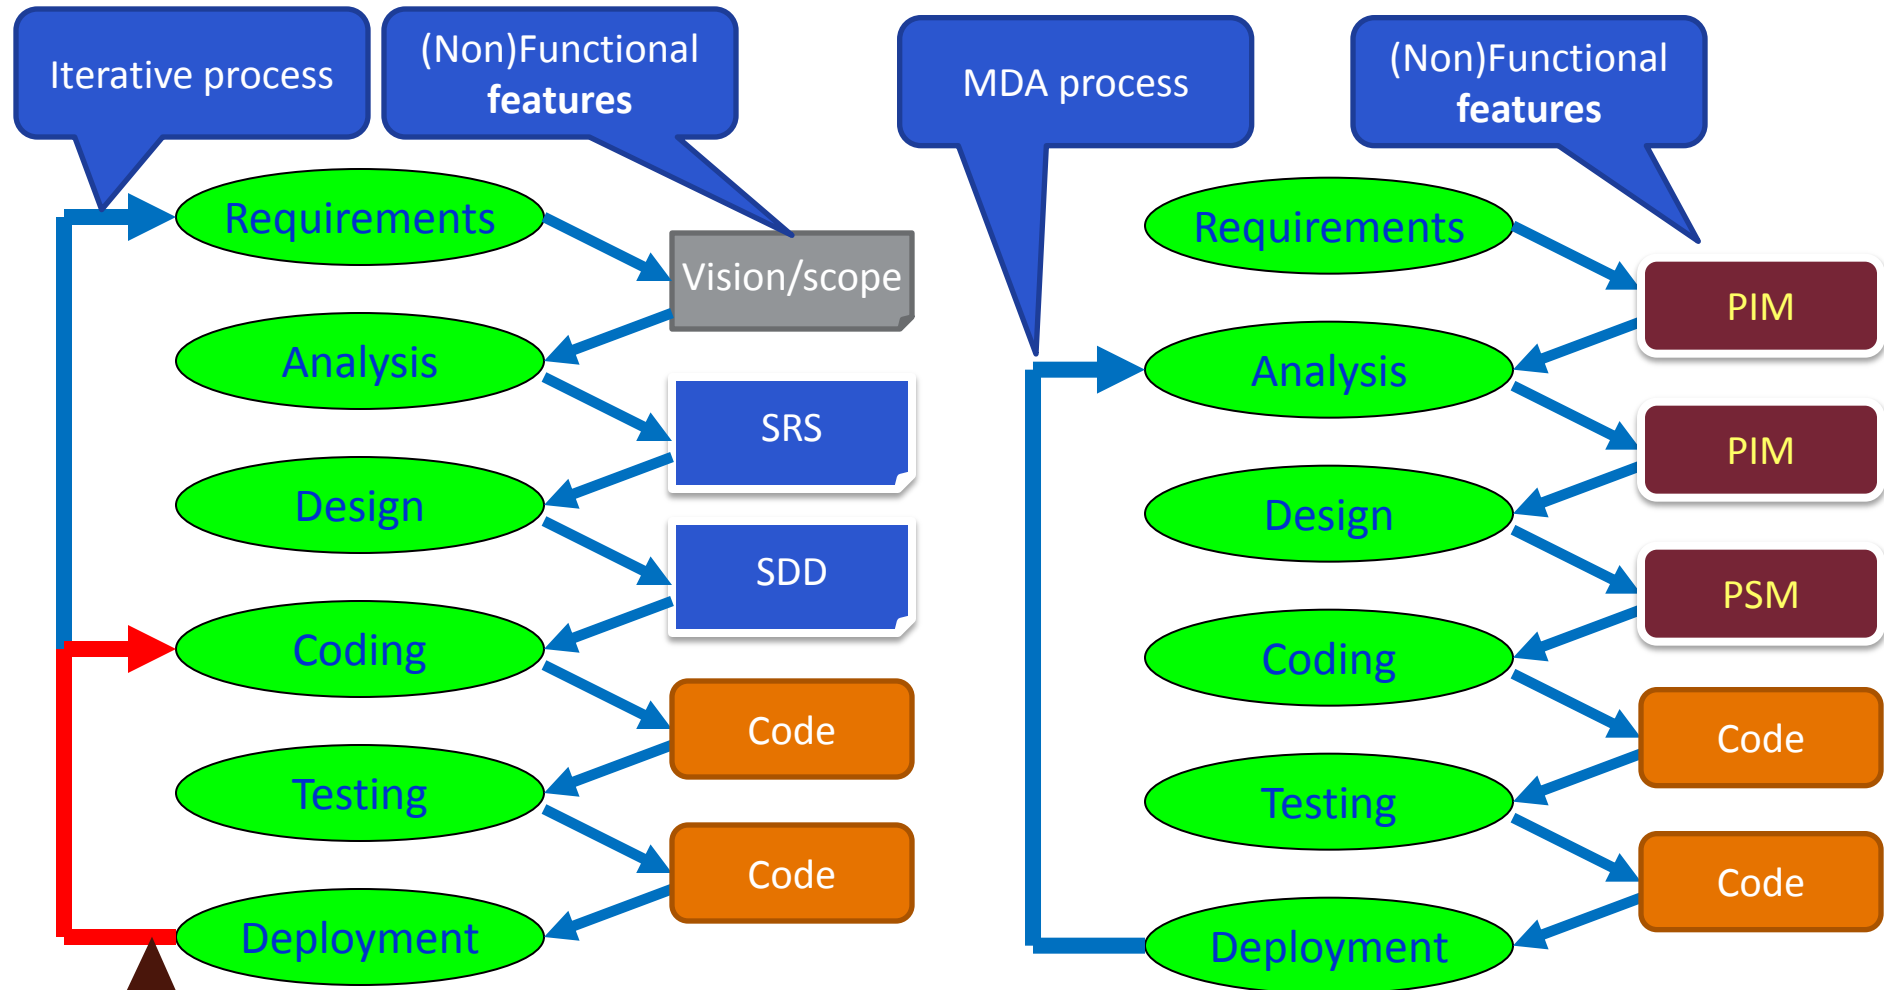 Iterative process
(Non)Functional
features
Requirements
Vision/scope
Analysis
SRS
Design
SDD
Coding
Code
Testing
Code
Deployment
MDA process
(Non)Functional
features
Requirements
PIM
Analysis
PIM
Design
PSM
Coding
Code
Testing
Code
Deployment